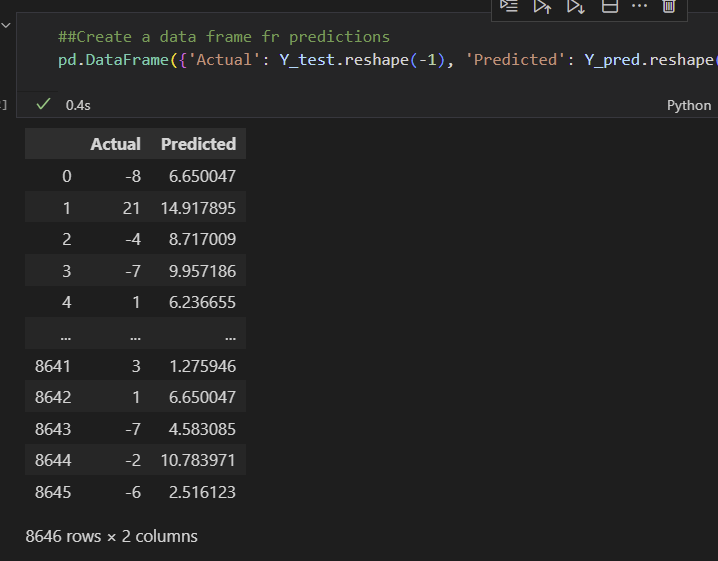 ##Create a data frame fr predictions
pd.DataFrame({'Actual': Y_test.reshape(-1), 'Predicted': Y_pred.reshape(
]
0.4s Python
Actual Predicted
0 -8 6.650047
1 21 14.917895
2 -4 8.717009
3 -7 9.957186
4 1 6.236655
... ... ...
8641 3 1.275946
8642 1 6.650047
8643 -7 4.583085
8644 -2 10.783971
8645 -6 2.516123
8646 rows × 2 columns